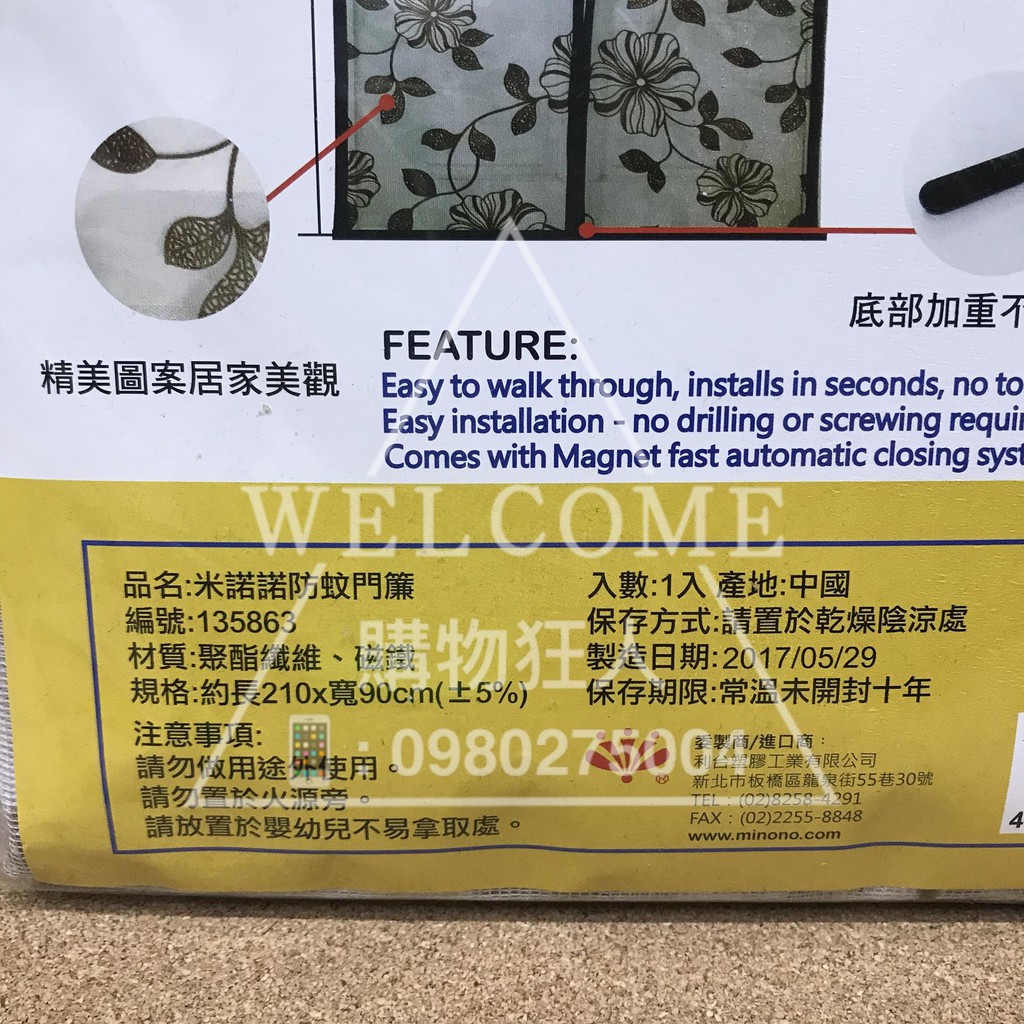 底部加重不
精美圖案居家美觀
FEATURE:
Easy to walk through, installs in seconds, no to
Easy installation - no drilling or screwing requir
Comes with Magnet fast automatic closing syst
WELCOME
品名:米諾諾防蚊門簾
編號:135863
材質:聚酯纖維、磁鐵
規格:約長210x寬90cm(±5%)
入數:1入 產地:中國
保存方式:請置於乾燥陰涼處
製造日期:2017/05/29
保存期限:常溫未開封十年
購物狂人
: 0980275004
注意事項:
請勿做用途外使用。
請勿置於火源旁。
請放置於嬰幼兒不易拿取處。
委製商/進口商:
利台塑膠工業有限公司
新北市板橋區龍泉街55巷30號
TEL : (02)8258-4291
FAX : (02)2255-8848
www.minono.com
®
4